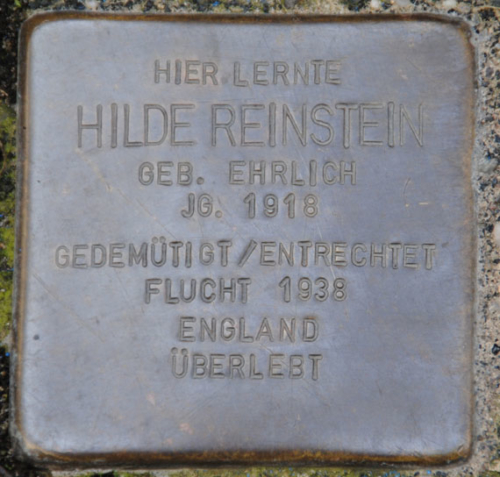 HIER LERNTE
HILDE REINSTEIN
GEB. EHRLICH
JG. 1918
GEDEMÜTIGT/ENTRECHTET
FLUCHT 1938
ENGLAND
ÜBERLEBT